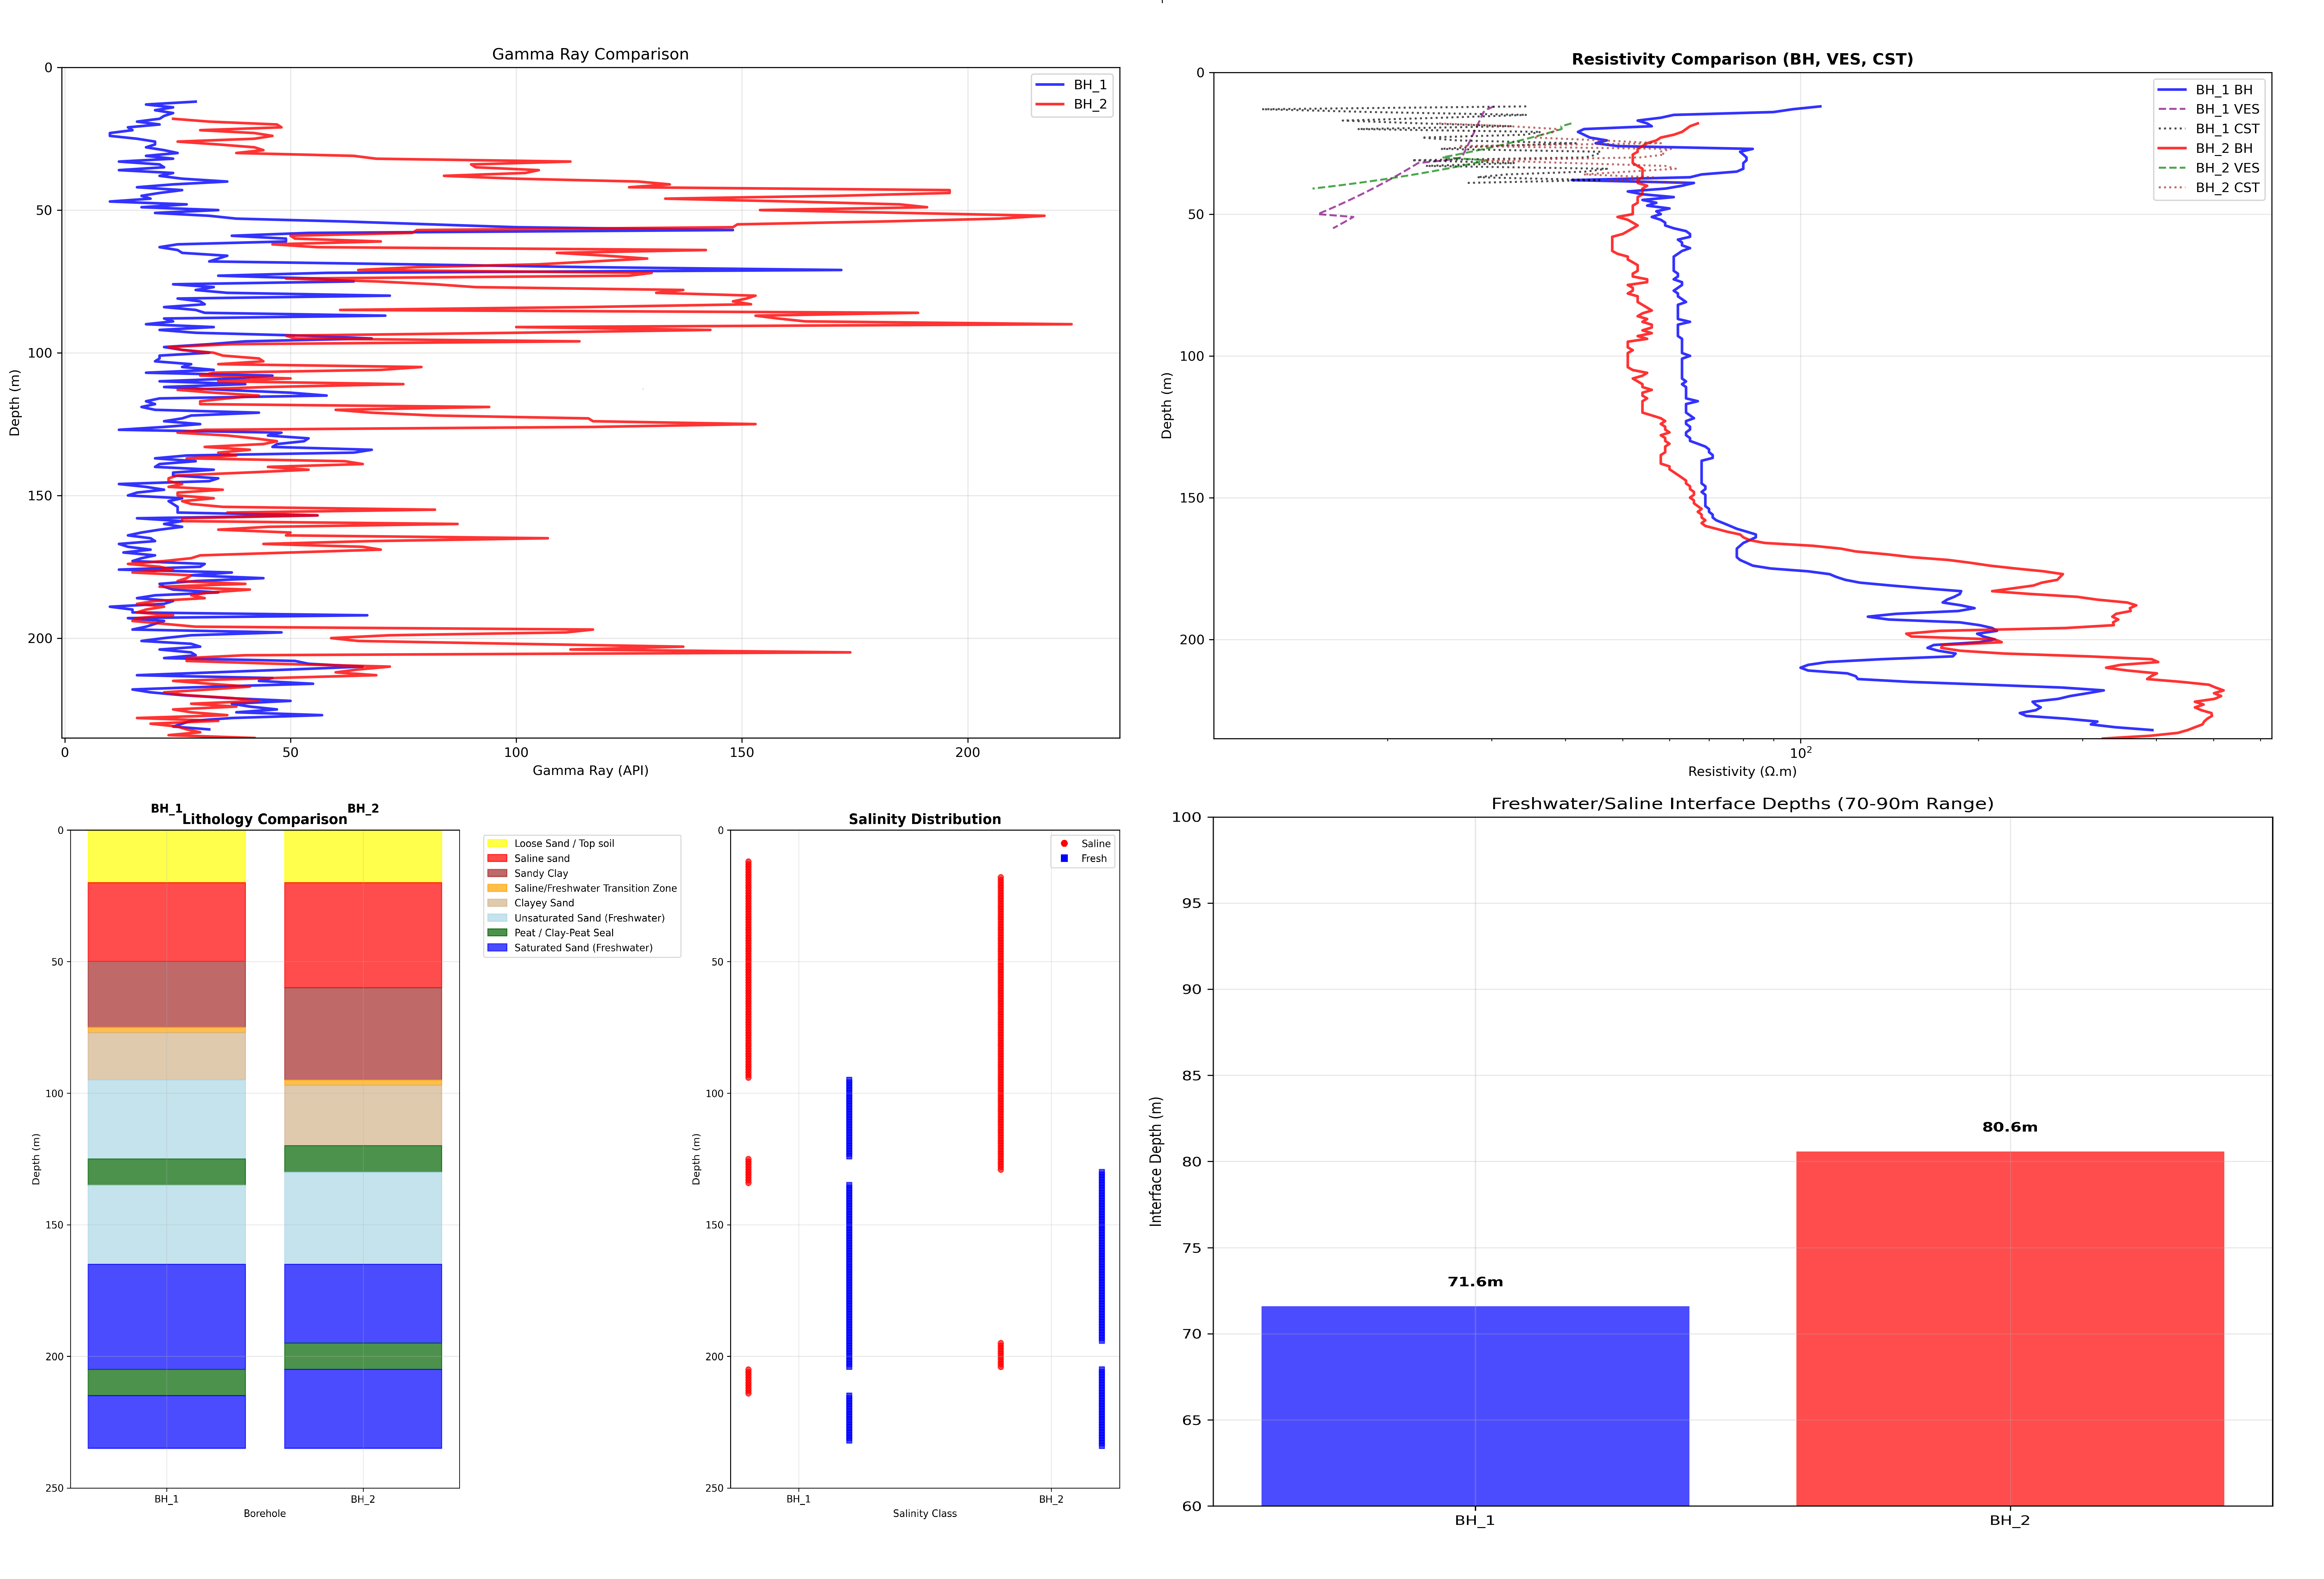 Gamma Ray Comparison
BH_1
BH_2
0
50
100
150
200
Depth (m)
0
50
100
150
200
Gamma Ray (API)
Resistivity Comparison (BH, VES, CST)
BH_1 BH
BH_1 VES
BH_1 CST
BH_2 BH
BH_2 VES
BH_2 CST
0
50
100
150
200
Depth (m)
10²
Resistivity (Ω.m)
BH_1
BH_2
Lithology Comparison
Loose Sand / Top soil
Saline sand
Sandy Clay
Saline/Freshwater Transition Zone
Clayey Sand
Unsaturated Sand (Freshwater)
Peat / Clay-Peat Seal
Saturated Sand (Freshwater)
0
50
100
150
200
250
Depth (m)
BH_1
BH_2
Borehole
Salinity Distribution
Saline
Fresh
0
50
100
150
200
250
Depth (m)
BH_1
BH_2
Salinity Class
Freshwater/Saline Interface Depths (70-90m Range)
100
95
90
85
80
75
70
65
60
Interface Depth (m)
71.6m
80.6m
BH_1
BH_2